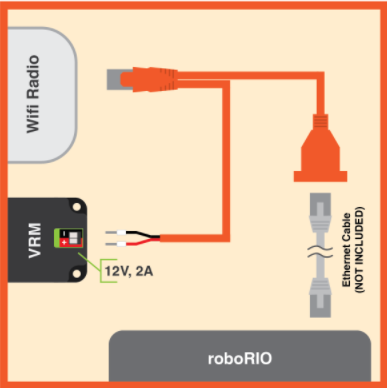 Wifi Radio
VRM
12V, 2A
Ethernet Cable
(NOT INCLUDED)
roboRIO